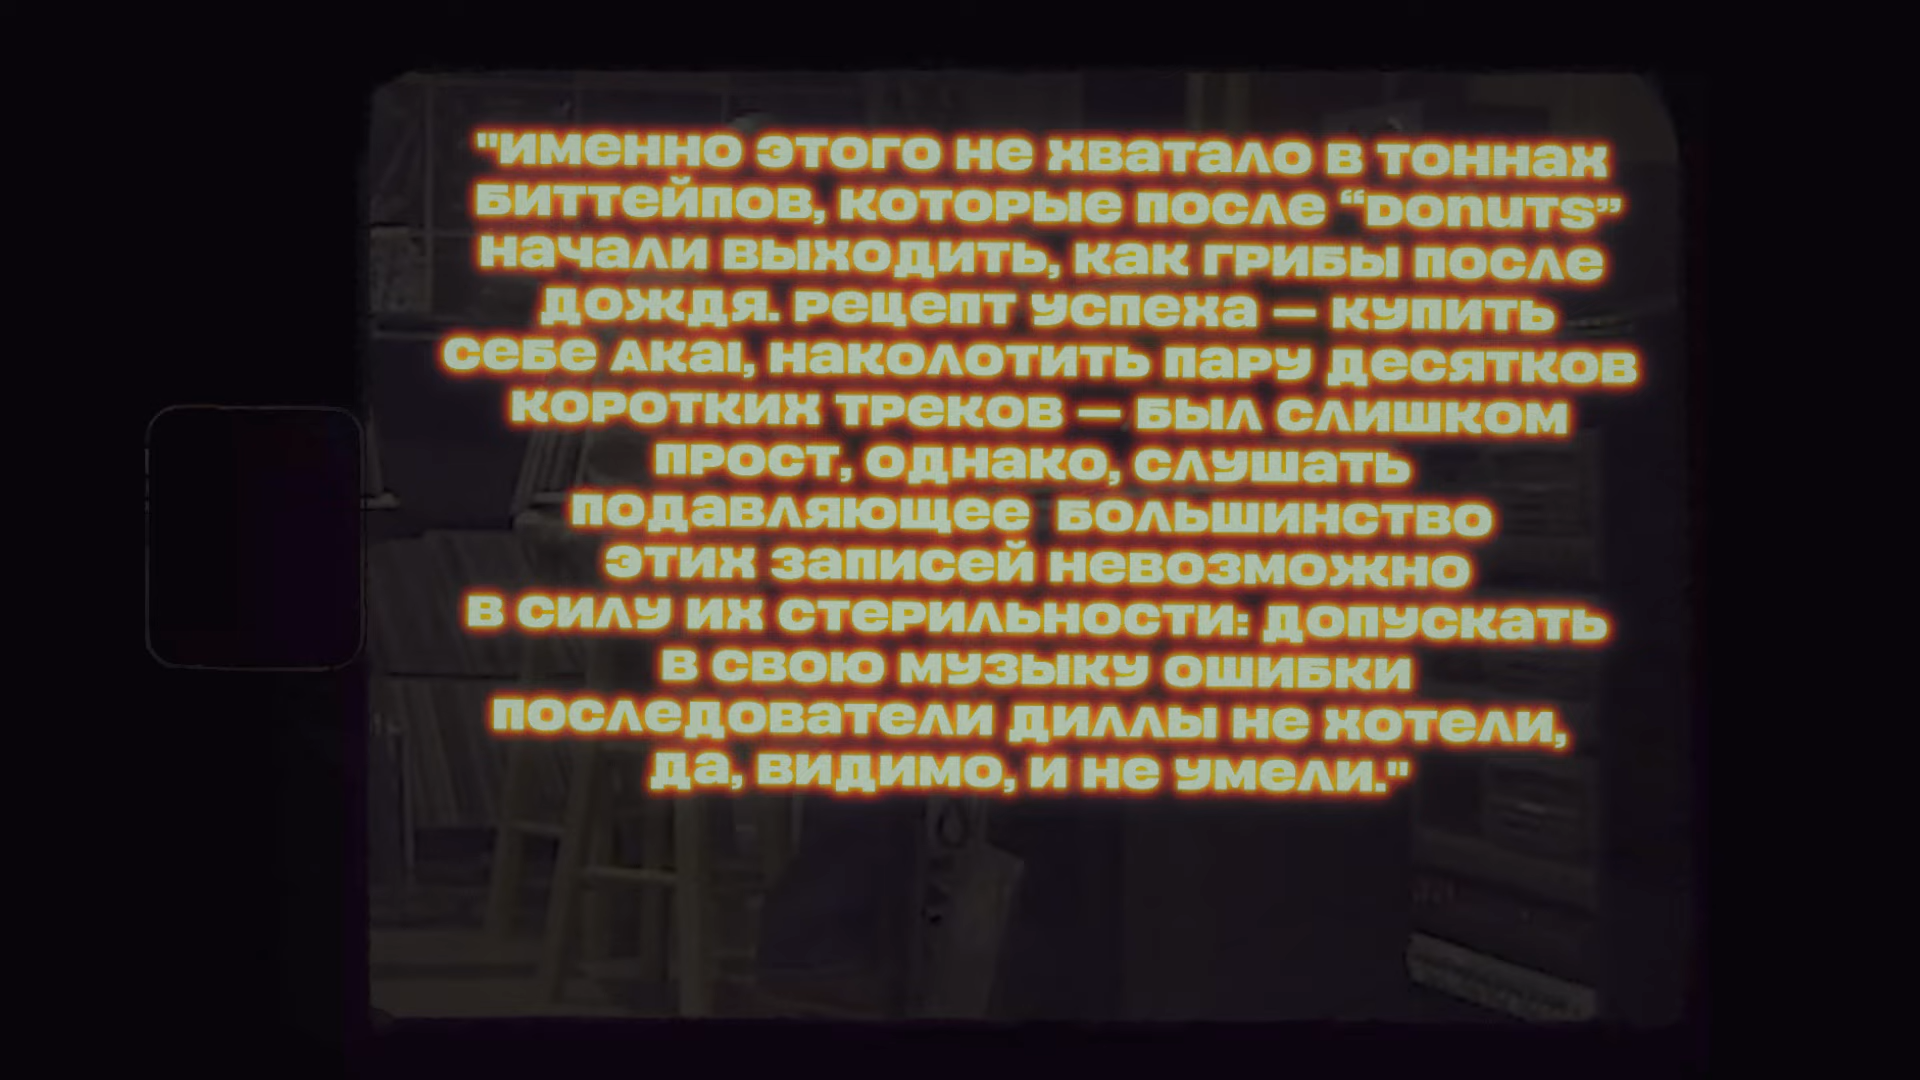 "Именно этого не хватало в тоннах
биттейпов, которые после “Donuts”
начали выходить, как грибы после
дождя. Рецепт успеха — купить
себе Akai, наколотить пару десятков
коротких треков — был слишком
прост, однако, слушать
подавляющее большинство
этих записей невозможно
в силу их стерильности: допускать
в свою музыку ошибки
последователи Диллы не хотели,
да, видимо, и не умели."